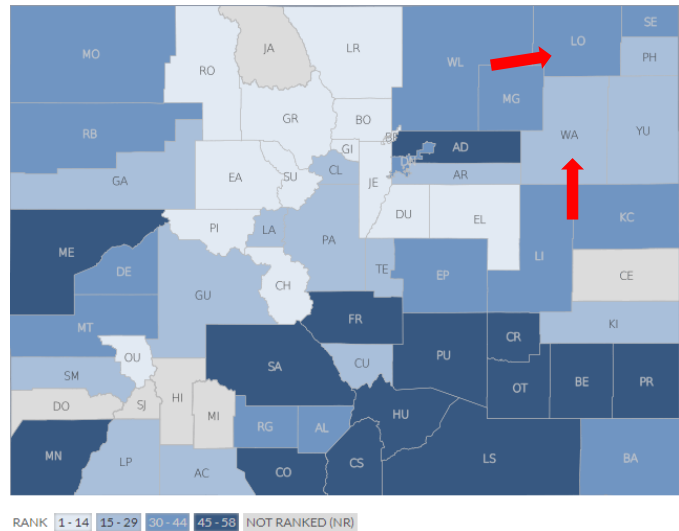 SE
MO
JA
LR
LO
RO
WL
PH
MG
GR
BO
RB
WA
YU
GI
AD
CL
GA
EA
SU
JE
AR
DU
EL
KC
PI
LA
PA
ME
LI
DE
TE
EP
CE
GU
CH
FR
KI
MT
CR
OU
PU
CU
SA
SM
OT
BE
PR
HI
DO
SJ
MI
HU
RG
AL
MN
LP
CS
LS
BA
CO
AC
RANK 1 - 14 15 - 29 30 - 44 45 - 58 NOT RANKED (NR)